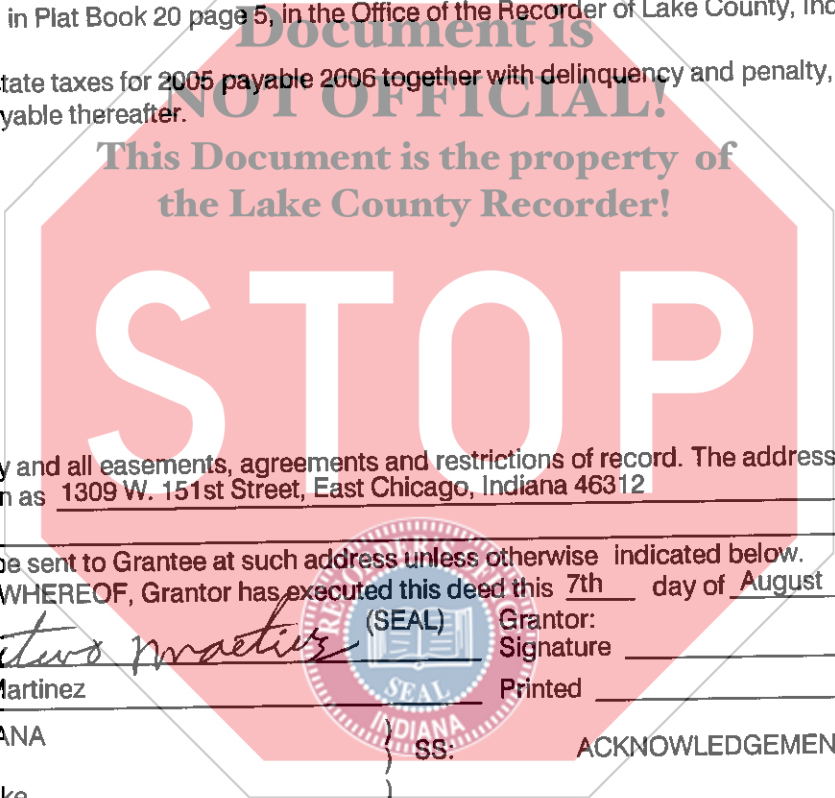 in Plat Book 20 page 5, in the Office of the Recorder of Lake County,
Document is
tate taxes for 2005 payable 2006 together with delinquency and penalty,
NOT OFFICIAL!
yable thereafter.
This Document is the property of
the Lake County Recorder!
STOP
y and all easements, agreements and restrictions of record. The address
n as 1309 W. 151st Street, East Chicago, Indiana 46312
be sent to Grantee at such address unless otherwise indicated below.
WHEREOF, Grantor has executed this deed this 7th day of August
(SEAL) Grantor:
Signature
Martinez Printed
SEAL
INDIANA
ANA ) SS: ACKNOWLEDGEMEN
)
ke )